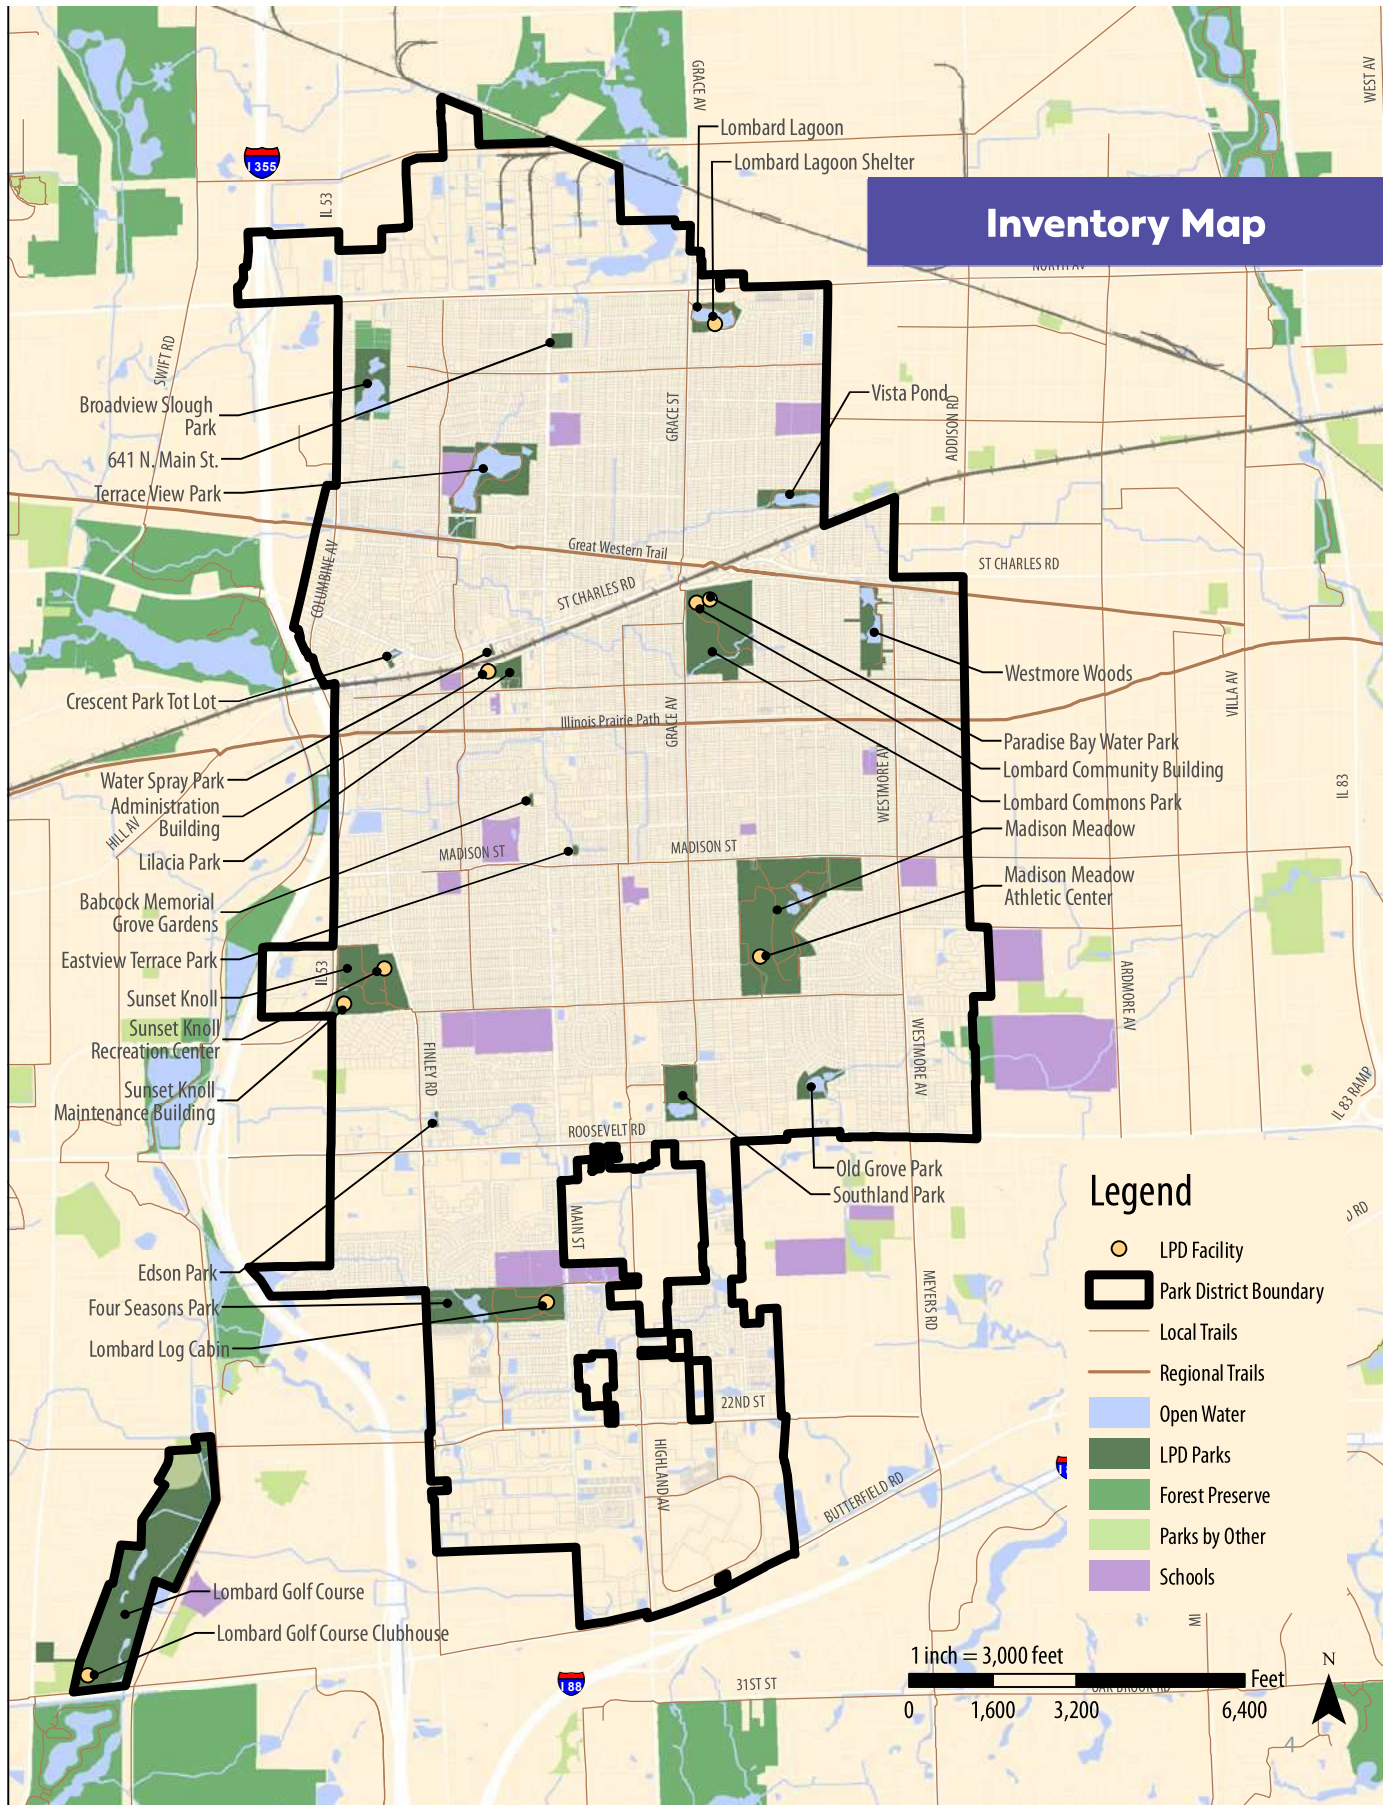 GRACE AV
WEST AV
Lombard Lagoon
Lombard Lagoon Shelter
I 355
IL 53
Inventory Map
NORTH AV
SWIFT RD
Broadview Slough
Park
641 N. Main St.
Terrace View Park
GRACE ST
Vista Pond
ADDISON RD
COLUMBINE AV
Great Western Trail
ST CHARLES RD
ST CHARLES RD
Crescent Park Tot Lot
Westmore Woods
VILLA AV
Illinois Prairie Path
GRACE AV
Water Spray Park
Administration
Building
Lilacia Park
HILL AV
Paradise Bay Water Park
Lombard Community Building
Lombard Commons Park
WESTMORE AV
IL 83
MADISON ST
MADISON ST
Madison Meadow
Madison Meadow
Athletic Center
Babcock Memorial
Grove Gardens
Eastview Terrace Park
IL 53
Sunset Knoll
Sunset Knoll
Recreation Center
Sunset Knoll
Maintenance Building
FINLEY RD
WESTMORE AV
ARDMORE AV
IL 83 RAMP
ROOSEVELT RD
Old Grove Park
Southland Park
MAIN ST
Edson Park
Four Seasons Park
Lombard Log Cabin
MEYERS RD
RD
22ND ST
HIGHLAND AV
BUTTERFIELD RD
Legend
LPD Facility
Park District Boundary
Local Trails
Regional Trails
Open Water
LPD Parks
Forest Preserve
Parks by Other
Schools
Lombard Golf Course
Lombard Golf Course Clubhouse
I 88
31ST ST
MI
1 inch = 3,000 feet
Feet
OAK BROOK RD
0 1,600 3,200 6,400
N
4